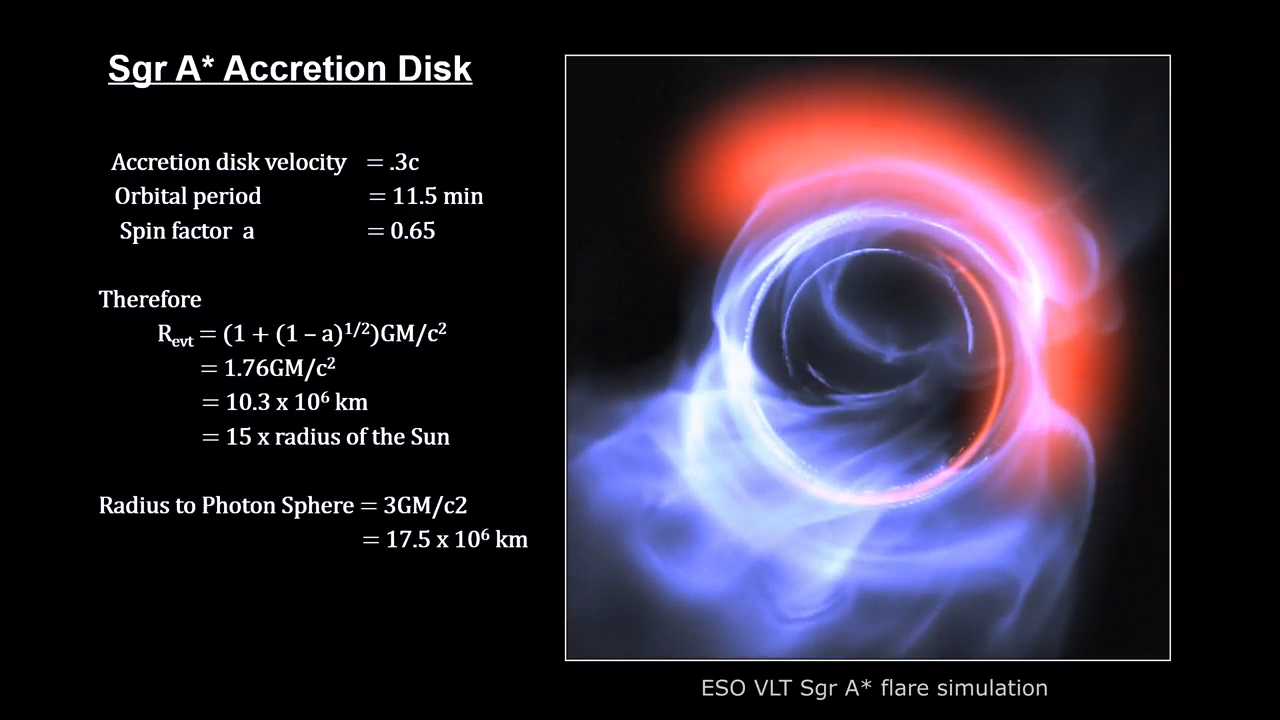 Sgr A* Accretion Disk
Accretion disk velocity = .3c
Orbital period = 11.5 min
Spin factor a = 0.65
Therefore
Rₑᵥₜ = (1 + (1 – a)¹ᐟ²)GM/c²
= 1.76GM/c²
= 10.3 x 10⁶ km
= 15 x radius of the Sun
Radius to Photon Sphere = 3GM/c2
= 17.5 x 10⁶ km
ESO VLT Sgr A* flare simulation